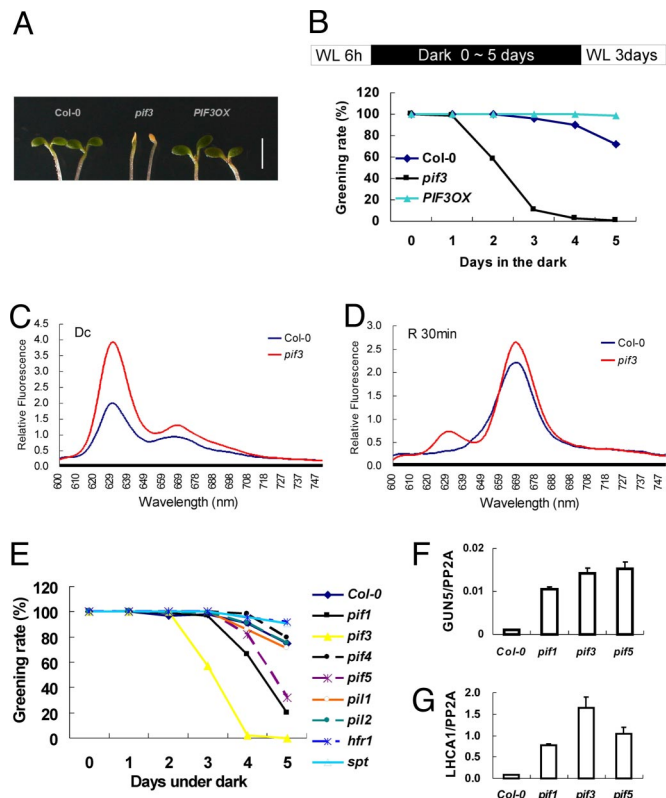 A
Col-0 pif3 PIF3OX
B
WL 6h Dark 0 ~ 5 days WL 3days
Greening rate (%)
120
100
80
60
40
20
0
Col-0
pif3
PIF3OX
0 1 2 3 4 5
Days in the dark
C
Dc
Relative Fluorescence
4.5
4.0
3.5
3.0
2.5
2.0
1.5
1.0
0.5
0.0
Col-0
pif3
600 610 620 629 639 649 659 669 678 688 698 708 718 727 737 747
Wavelength (nm)
D
R 30min
Relative Fluorescence
3.0
2.5
2.0
1.5
1.0
0.5
0.0
Col-0
pif3
600 610 620 629 639 649 659 669 678 688 698 708 718 727 737 747
Wavelength (nm)
E
Greening rate (%)
120
100
80
60
40
20
0
Col-0
pif1
pif3
pif4
pif5
pil1
pil2
hfr1
spt
0 1 2 3 4 5
Days under dark
F
GUN5/PP2A
0.02
0.01
0
Col-0 pif1 pif3 pif5
G
LHCA1/PP2A
2.0
1.5
1.0
0.5
0.0
Col-0 pif1 pif3 pif5